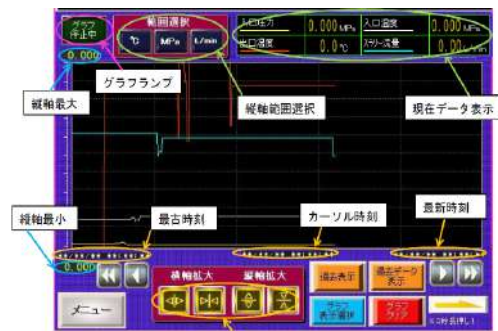 グラフ
停止中
範囲選択
℃ MPa L/min
入口圧力 0.000 MPa 入口温度 0.000 MPa
出口温度 0.0 ℃ スラリー流量 0.00 L/min
0.000
グラフランプ
縦軸最大
縦軸範囲選択
現在データ表示
縦軸最小
最古時刻
カーソル時刻
最新時刻
0.000
横軸拡大 縦軸拡大
過去表示
過去データ
表示
メニュー
グラフ
表示選択
グラフ
クリア